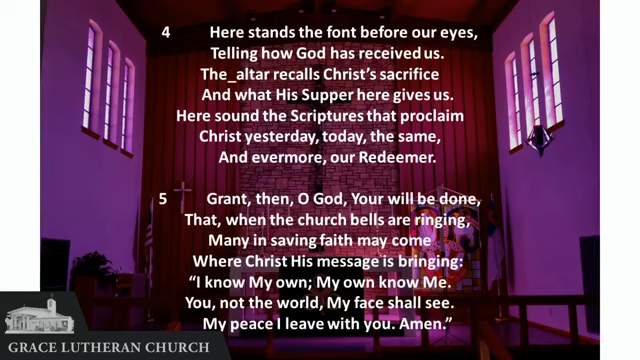 4 Here stands the font before our eyes,
Telling how God has received us.
The_altar recalls Christ's sacrifice
And what His Supper here gives us.
Here sound the Scriptures that proclaim
Christ yesterday, today, the same,
And evermore, our Redeemer.
5 Grant, then, O God, Your will be done,
That, when the church bells are ringing,
Many in saving faith may come
Where Christ His message is bringing:
“I know My own; My own know Me.
You, not the world, My face shall see.
My peace I leave with you. Amen.”
GRACE LUTHERAN CHURCH